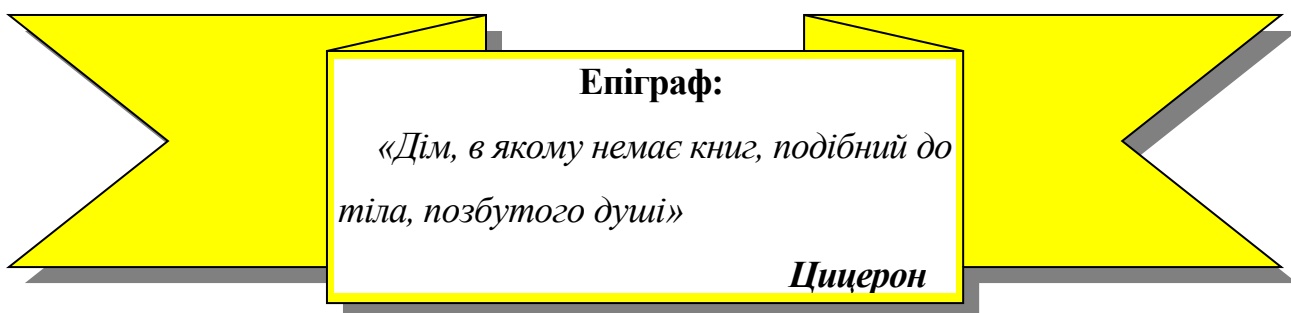 Епіграф:
«Дім, в якому немає книг, подібний до
тіла, позбутого душі»
Цицерон